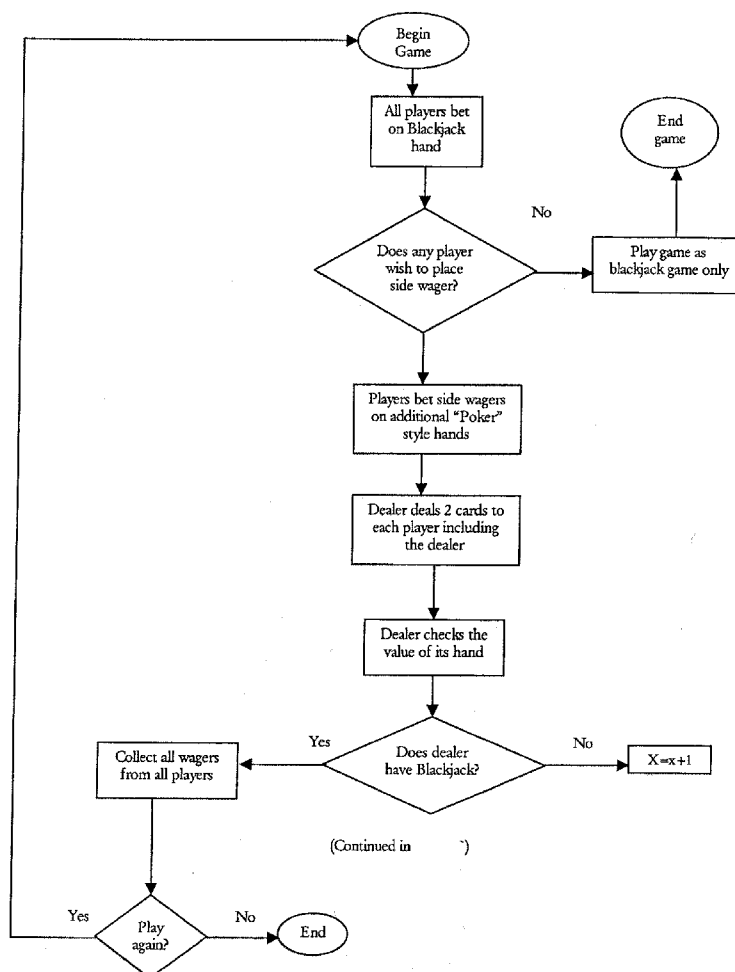 Begin
Game
All players bet
on Blackjack
hand
End
game
No
Does any player
wish to place
side wager?
Play game as
blackjack game only
Players bet side wagers
on additional “Poker”
style hands
Dealer deals 2 cards to
each player including
the dealer
Dealer checks the
value of its hand
Yes
Collect all wagers
from all players
Does dealer
have Blackjack?
No
X=x+1
(Continued in )
Yes
Play
again?
No
End